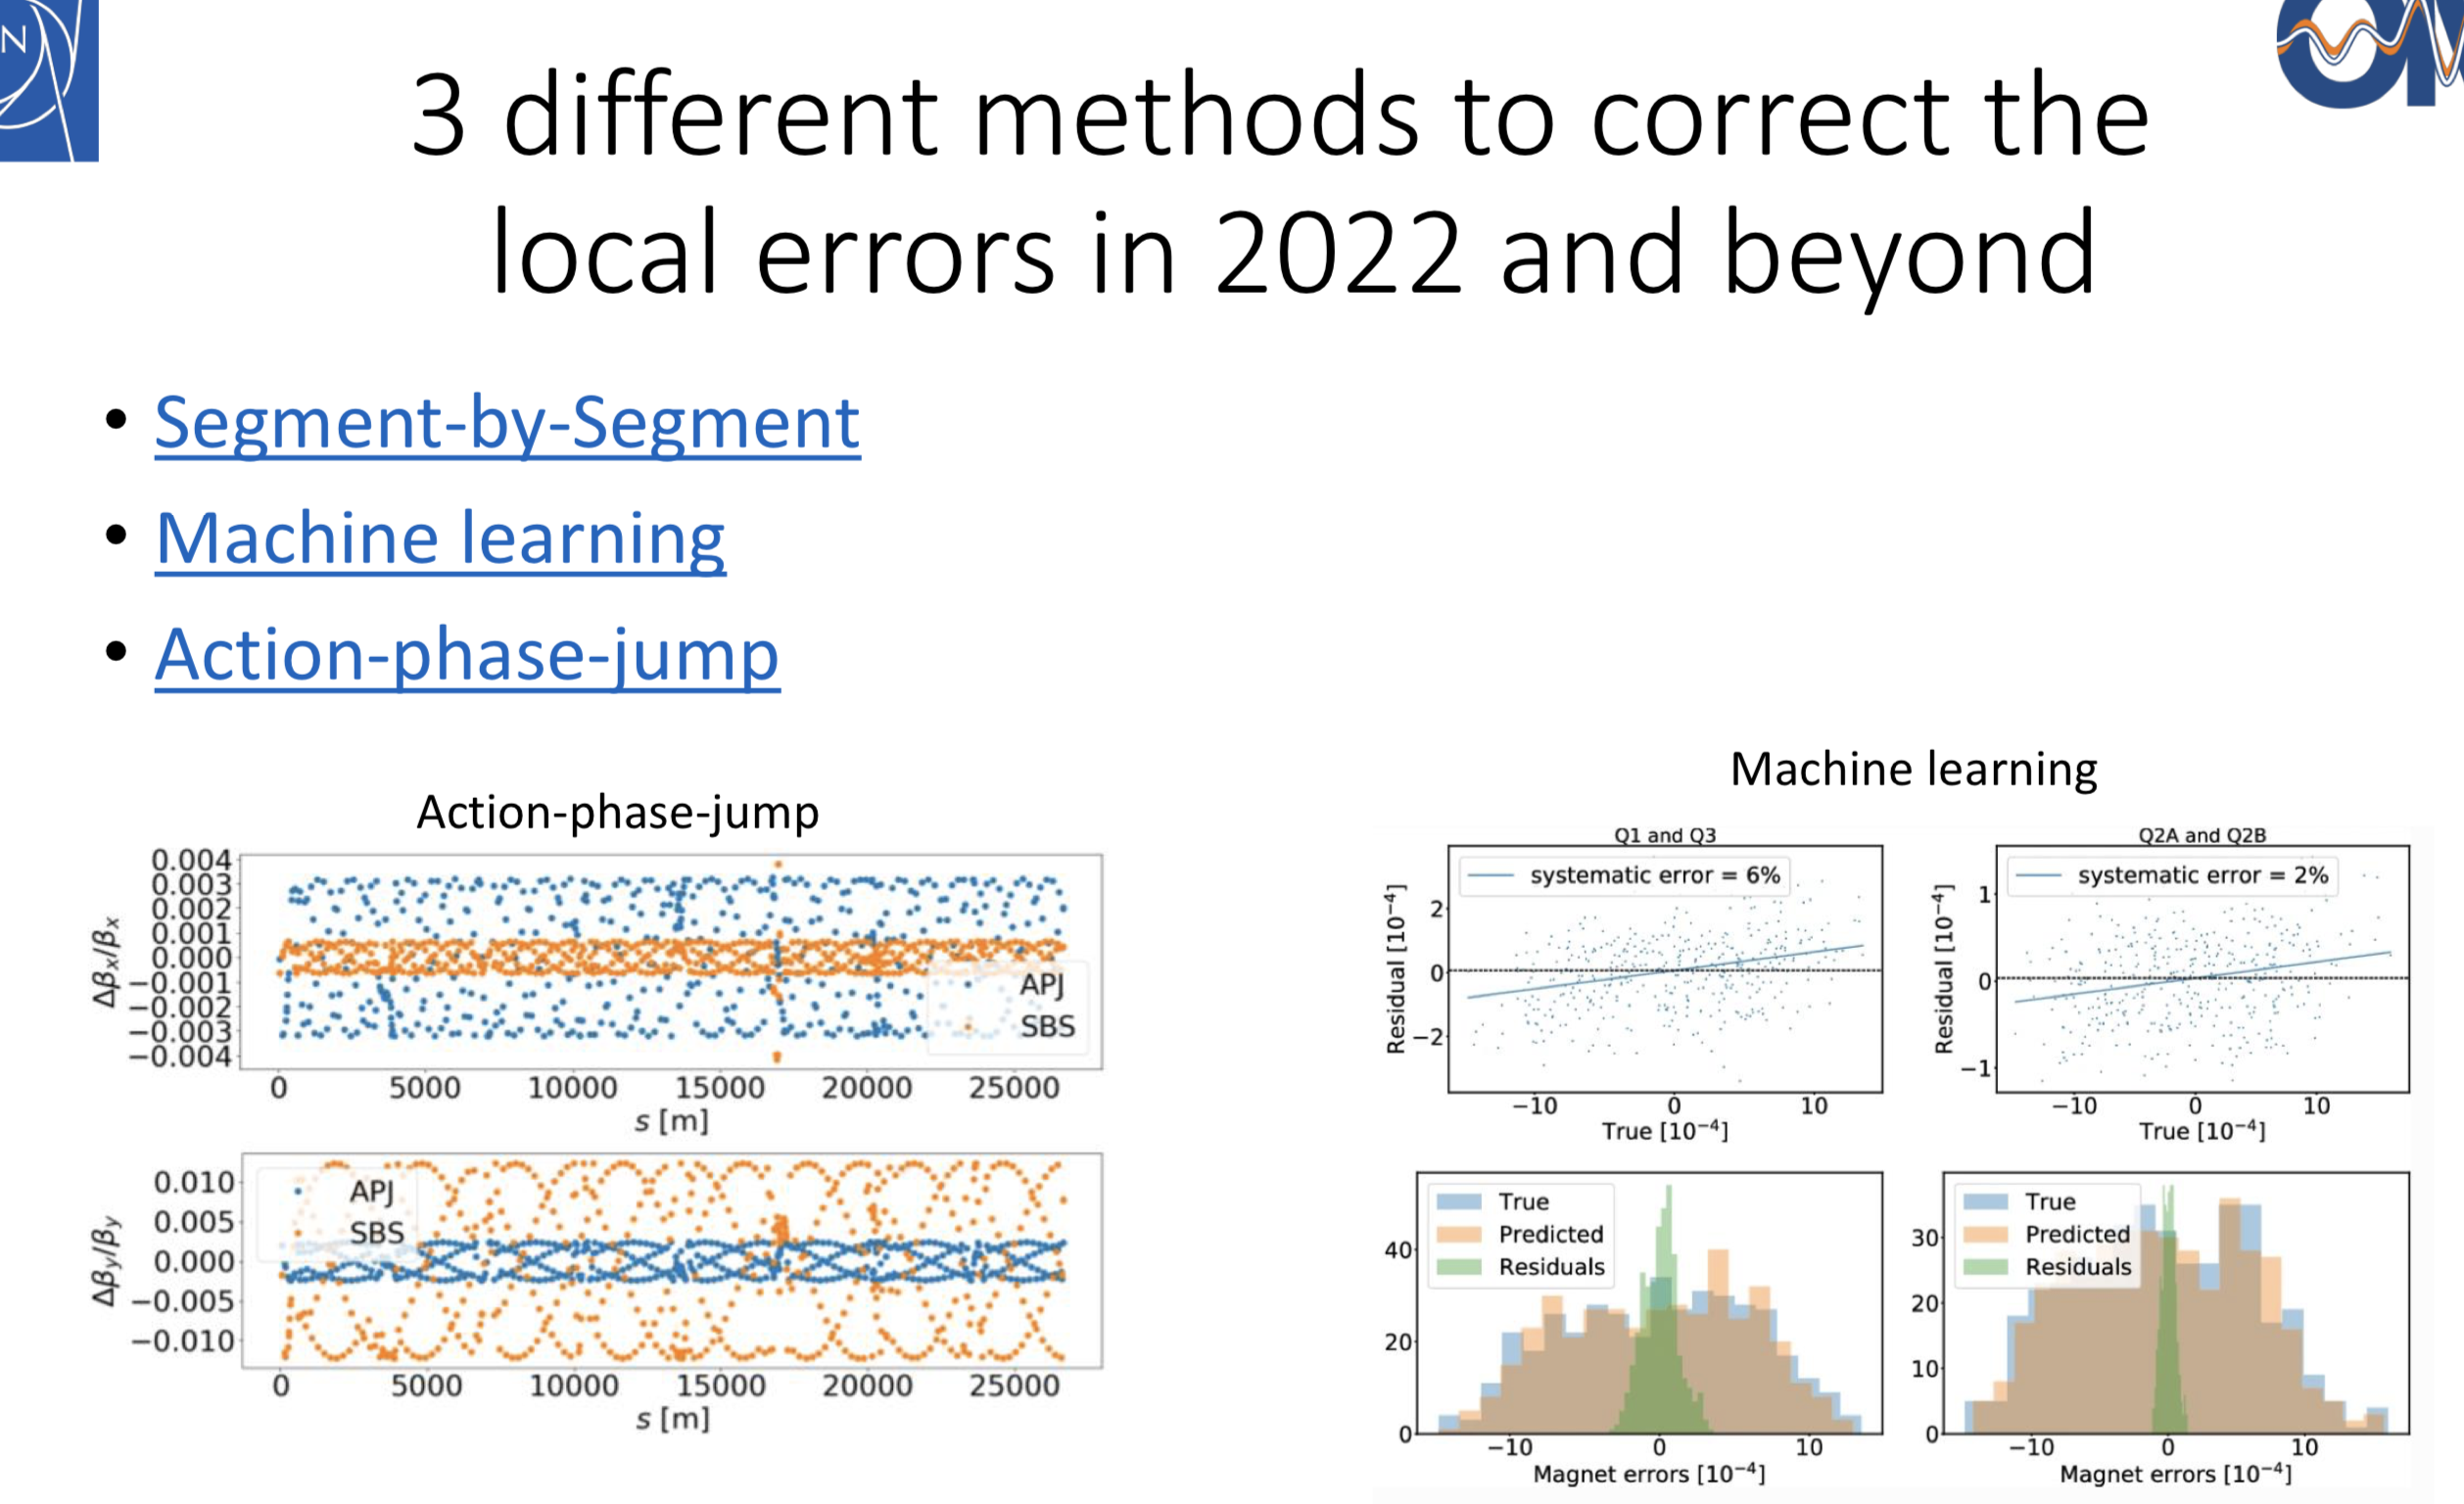 N
3 different methods to correct the
local errors in 2022 and beyond
• Segment-by-Segment
• Machine learning
• Action-phase-jump
Action-phase-jump
0.004
0.003
0.002
0.001
0.000
−0.001
−0.002
−0.003
−0.004
Δβx/βx
APJ
SBS
0 5000 10000 15000 20000 25000
s [m]
0.010
0.005
0.000
−0.005
−0.010
Δβy/βy
APJ
SBS
0 5000 10000 15000 20000 25000
s [m]
Machine learning
Q1 and Q3
systematic error = 6%
Residual [10⁻⁴]
2
0
−2
−10 0 10
True [10⁻⁴]
Q2A and Q2B
systematic error = 2%
Residual [10⁻⁴]
1
0
−1
−10 0 10
True [10⁻⁴]
True
Predicted
Residuals
40
20
0
−10 0 10
Magnet errors [10⁻⁴]
True
Predicted
Residuals
30
20
10
0
−10 0 10
Magnet errors [10⁻⁴]